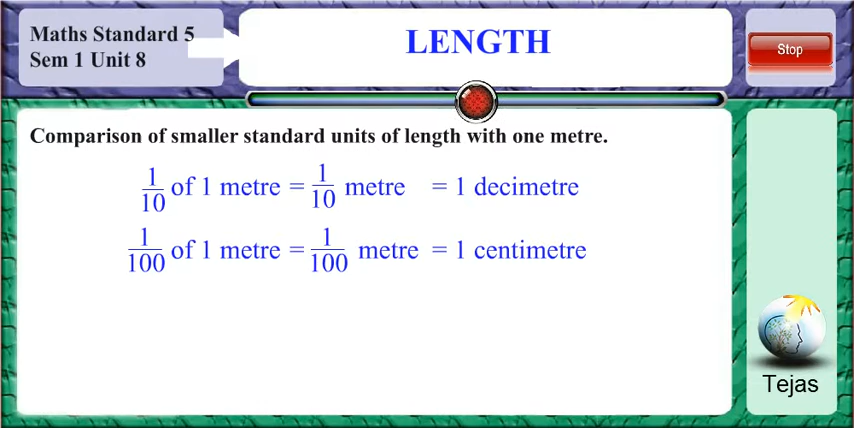 Maths Standard 5
Sem 1 Unit 8
LENGTH
Stop
Comparison of smaller standard units of length with one metre.
1/10 of 1 metre = 1/10 metre = 1 decimetre
1/100 of 1 metre = 1/100 metre = 1 centimetre
Tejas